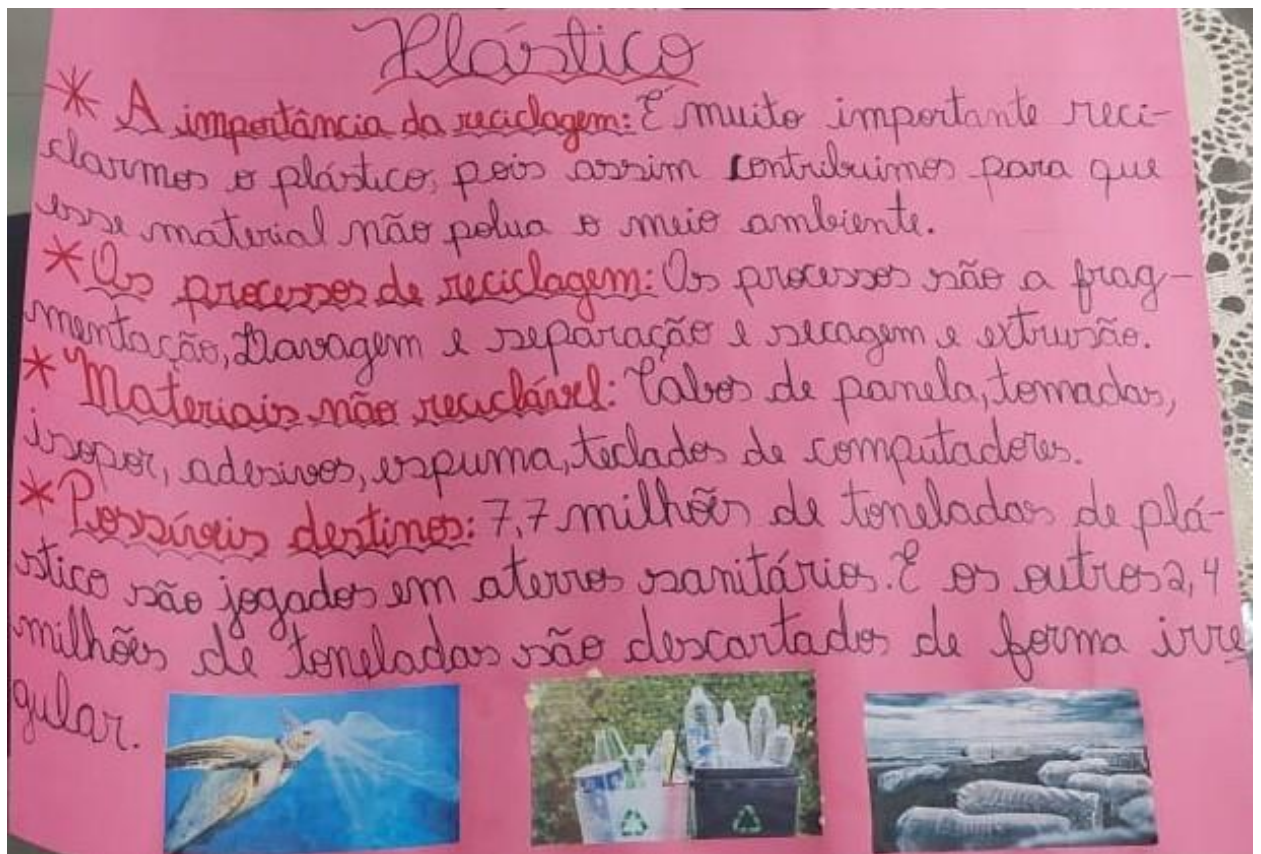 Plástico
* A importância da reciclagem: É muito importante reci-
clarmos o plástico, pois assim contribuimos para que
esse material não polua o meio ambiente.
* Os processos de reciclagem: Os processos são a frag-
mentação, Lavagem e separação e secagem e extrusão.
* Materiais não reciclável: Cabos de panela, tomadas,
isopor, adesivos, espuma, teclados de computadores.
* Possíveis destinos: 7,7 milhões de toneladas de plá-
stico são jogados em aterros sanitários. E os outros 2,4
milhões de toneladas são descartados de forma irre
gular.